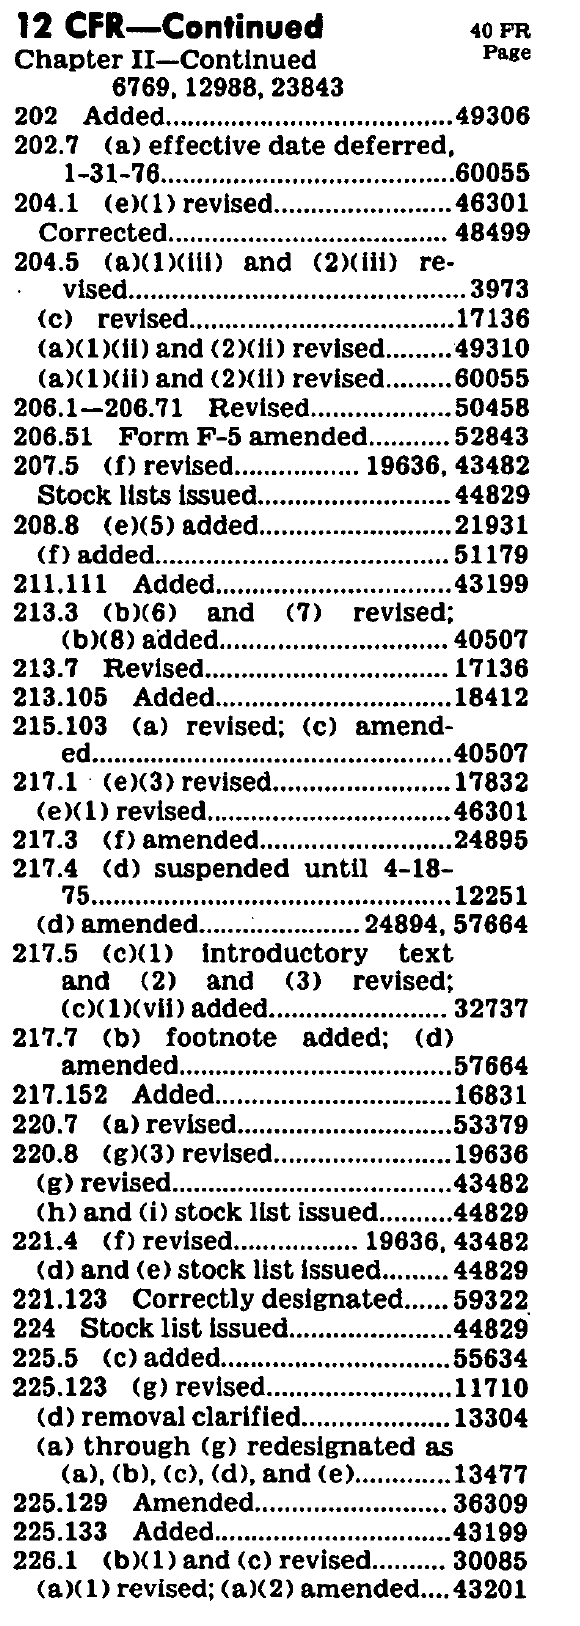 12 CFR—Continued
40 FR
Page
Chapter II—Continued
6769, 12988, 23843
202 Added..................................49306
202.7 (a) effective date deferred,
1-31-76..................................60055
204.1 (e)(1) revised.....................46301
Corrected................................. 48499
204.5 (a)(1)(iii) and (2)(iii) re-
vised........................................ 3973
(c) revised...............................17136
(a)(1)(ii) and (2)(ii) revised.........49310
(a)(1)(ii) and (2)(ii) revised.........60055
206.1—206.71 Revised.................50458
206.51 Form F-5 amended..........52843
207.5 (f) revised............... 19636, 43482
Stock lists issued.......................44829
208.8 (e)(5) added.......................21931
(f) added...................................51179
211.111 Added............................43199
213.3 (b)(6) and (7) revised;
(b)(8) added...........................40507
213.7 Revised............................. 17136
213.105 Added............................18412
215.103 (a) revised; (c) amend-
ed...........................................40507
217.1 (e)(3) revised.....................17832
(e)(1) revised.............................46301
217.3 (f) amended.......................24895
217.4 (d) suspended until 4-18-
75...........................................12251
(d) amended................... 24894, 57664
217.5 (c)(1) introductory text
and (2) and (3) revised;
(c)(1)(vii) added..................... 32737
217.7 (b) footnote added; (d)
amended................................57664
217.152 Added............................16831
220.7 (a) revised.........................53379
220.8 (g)(3) revised.....................19636
(g) revised.................................43482
(h) and (i) stock list issued.........44829
221.4 (f) revised............... 19636, 43482
(d) and (e) stock list issued........44829
221.123 Correctly designated......59322
224 Stock list issued...................44829
225.5 (c) added...........................55634
225.123 (g) revised......................11710
(d) removal clarified..................13304
(a) through (g) redesignated as
(a), (b), (c), (d), and (e)............13477
225.129 Amended....................... 36309
225.133 Added............................43199
226.1 (b)(1) and (c) revised......... 30085
(a)(1) revised; (a)(2) amended....43201